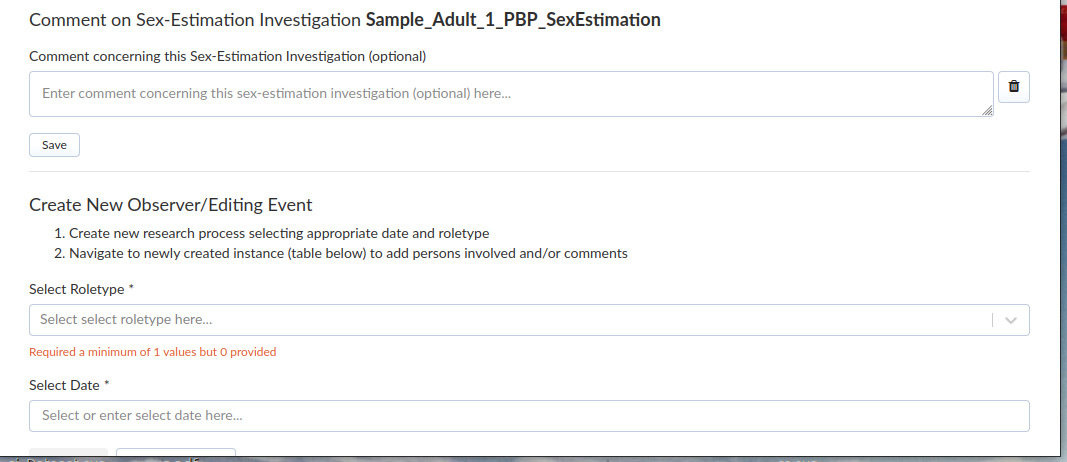 Comment on Sex-Estimation Investigation Sample_Adult_1_PBP_SexEstimation
Comment concerning this Sex-Estimation Investigation (optional)
Enter comment concerning this sex-estimation investigation (optional) here...
Save
Create New Observer/Editing Event
1. Create new research process selecting appropriate date and roletype
2. Navigate to newly created instance (table below) to add persons involved and/or comments
Select Roletype *
Select select roletype here...
Required a minimum of 1 values but 0 provided
Select Date *
Select or enter select date here...